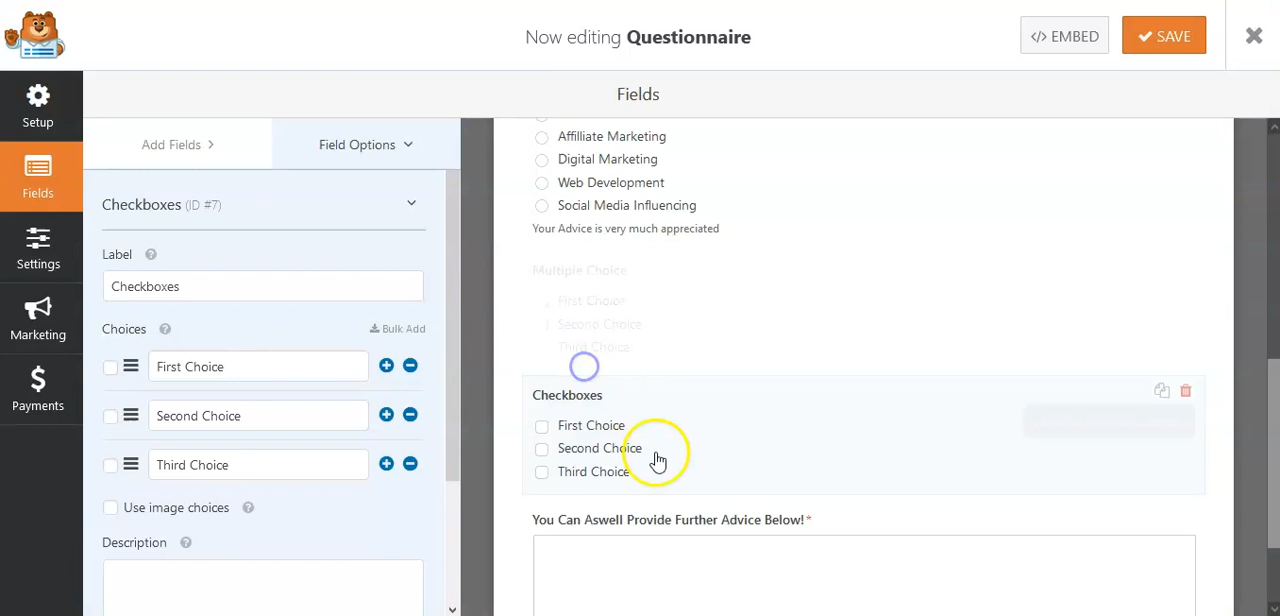 Now editing Questionnaire
</> EMBED
SAVE
Setup
Fields
Settings
Marketing
Payments
Fields
Add Fields
Field Options
Checkboxes (ID #7)
Label
Checkboxes
Choices
Bulk Add
First Choice
Second Choice
Third Choice
Use image choices
Description
Affilliate Marketing
Digital Marketing
Web Development
Social Media Influencing
Your Advice is very much appreciated
Multiple Choice
First Choice
Second Choice
Third Choice
Checkboxes
First Choice
Second Choice
Third Choice
You Can Aswell Provide Further Advice Below!*